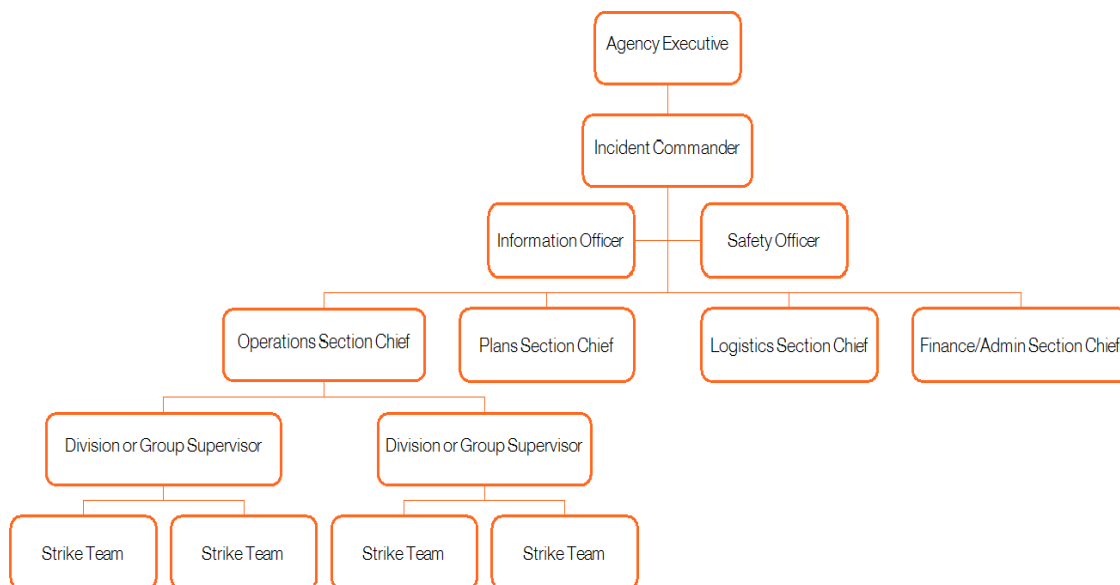 Agency Executive
Incident Commander
Information Officer
Safety Officer
Operations Section Chief
Plans Section Chief
Logistics Section Chief
Finance/Admin Section Chief
Division or Group Supervisor
Division or Group Supervisor
Strike Team
Strike Team
Strike Team
Strike Team